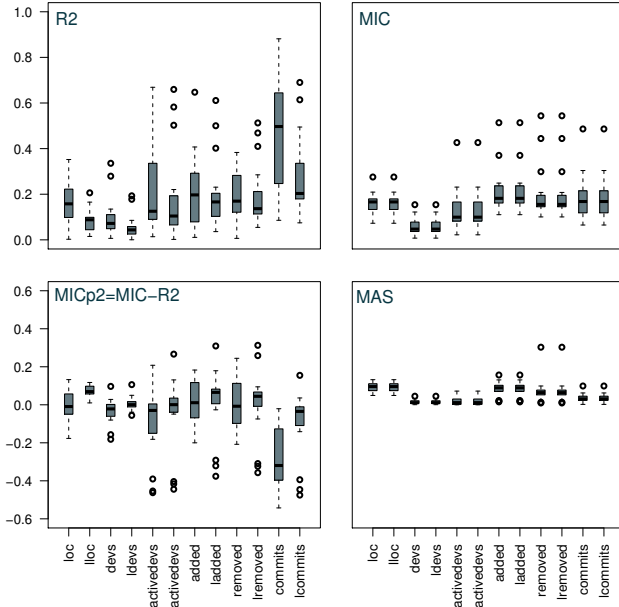 R2
MIC
1.0
0.8
0.6
0.4
0.2
0.0
MICp2=MIC−R2
MAS
0.6
0.4
0.2
0.0
−0.2
−0.4
−0.6
loc
lloc
devs
ldevs
activedevs
activedevs
added
ladded
removed
lremoved
commits
lcommits
loc
lloc
devs
ldevs
activedevs
activedevs
added
ladded
removed
lremoved
commits
lcommits